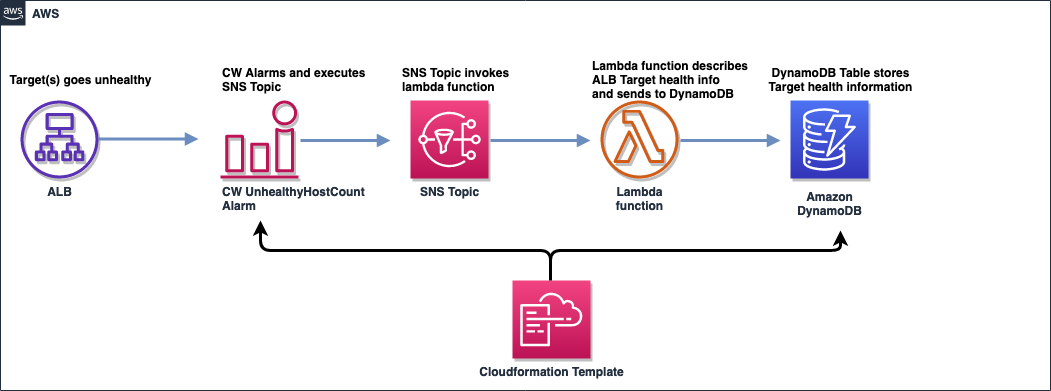 aws
AWS
Target(s) goes unhealthy
CW Alarms and executes
SNS Topic
SNS Topic invokes
lambda function
Lambda function describes
ALB Target health info
and sends to DynamoDB
DynamoDB Table stores
Target health information
ALB
CW UnhealthyHostCount
Alarm
SNS Topic
Lambda
function
Amazon
DynamoDB
Cloudformation Template